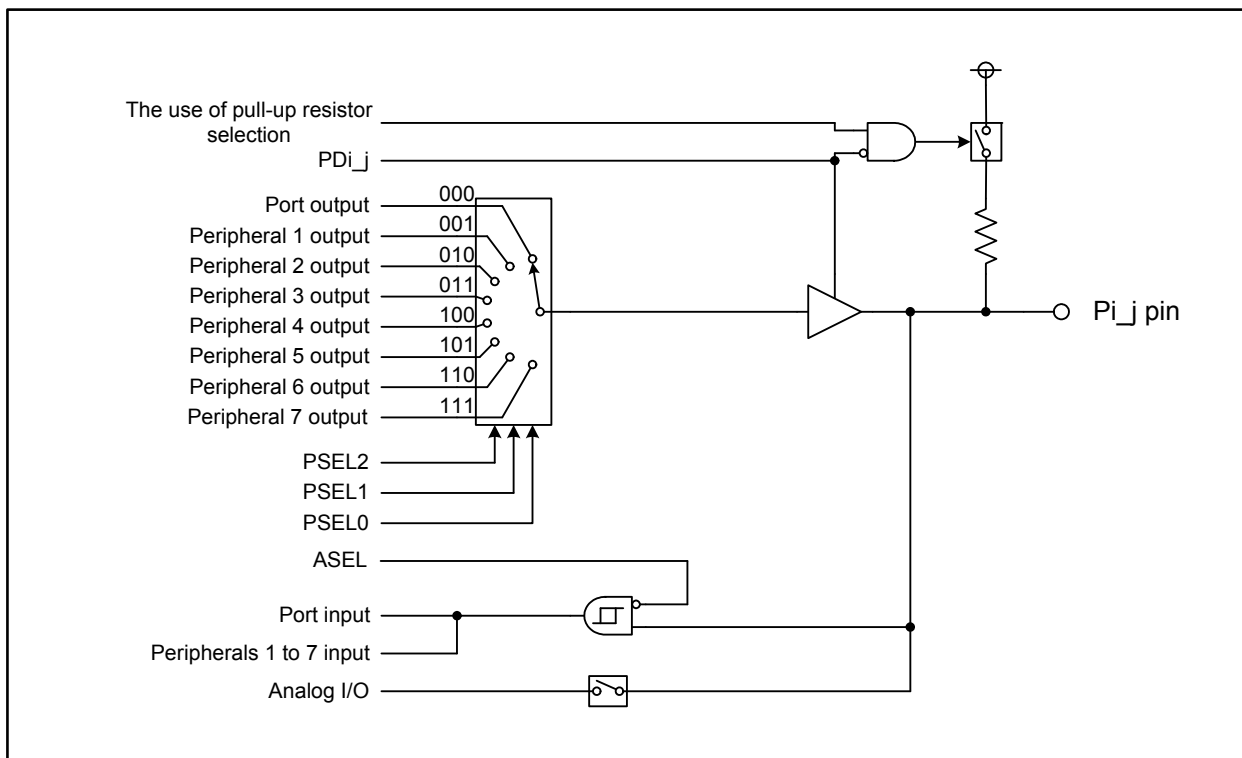 The use of pull-up resistor
selection
PDi_j
Port output 000
Peripheral 1 output 001
Peripheral 2 output 010
Peripheral 3 output 011
Peripheral 4 output 100
Peripheral 5 output 101
Peripheral 6 output 110
Peripheral 7 output 111
Pi_j pin
PSEL2
PSEL1
PSEL0
ASEL
Port input
Peripherals 1 to 7 input
Analog I/O